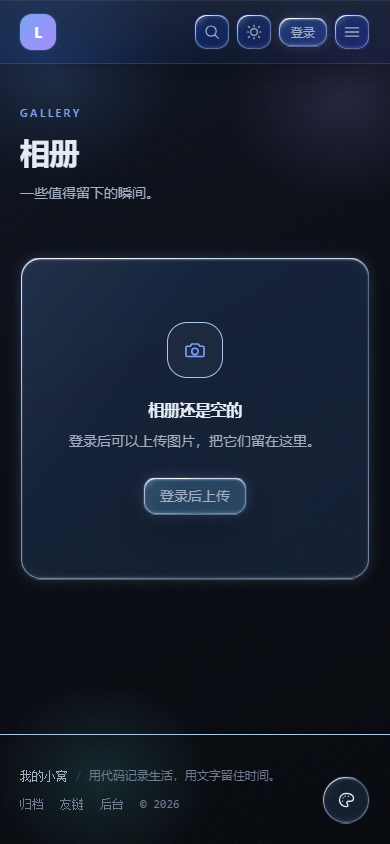 L 登录
GALLERY
相册
一些值得留下的瞬间。
相册还是空的
登录后可以上传图片，把它们留在这里。
登录后上传
我的小窝 / 用代码记录生活，用文字留住时间。
归档 友链 后台 © 2026